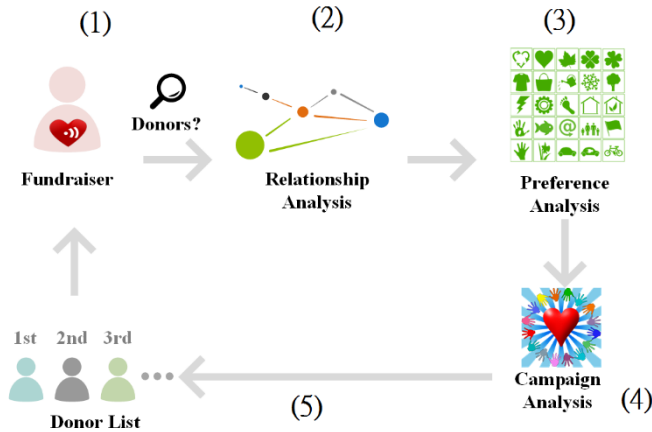 (1)
(2)
(3)
Donors?
Fundraiser
Relationship
Analysis
Preference
Analysis
@
1st 2nd 3rd
Donor List
(5)
Campaign
Analysis
(4)